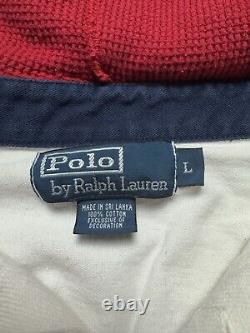 Polo
by Ralph Lauren
L
MADE IN SRI LANKA
100% COTTON
EXCLUSIVE OF
DECORATION